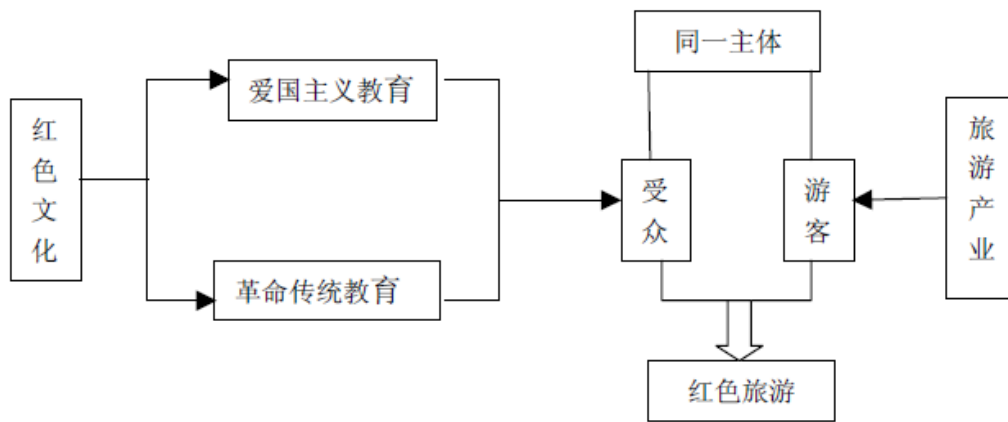 同一主体
爱国主义教育
红色文化
旅游产业
受众
游客
革命传统教育
红色旅游